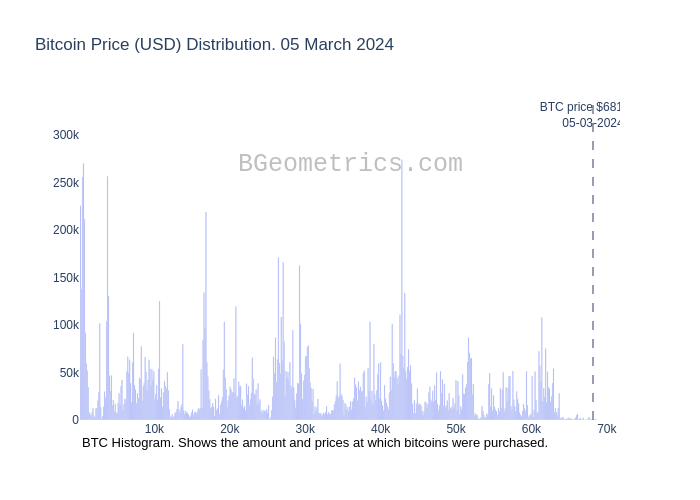 Bitcoin Price (USD) Distribution. 05 March 2024
BTC price $681
05-03-2024
300k
BGeometrics.com
250k
200k
150k
100k
50k
0
10k 20k 30k 40k 50k 60k 70k
BTC Histogram. Shows the amount and prices at which bitcoins were purchased.